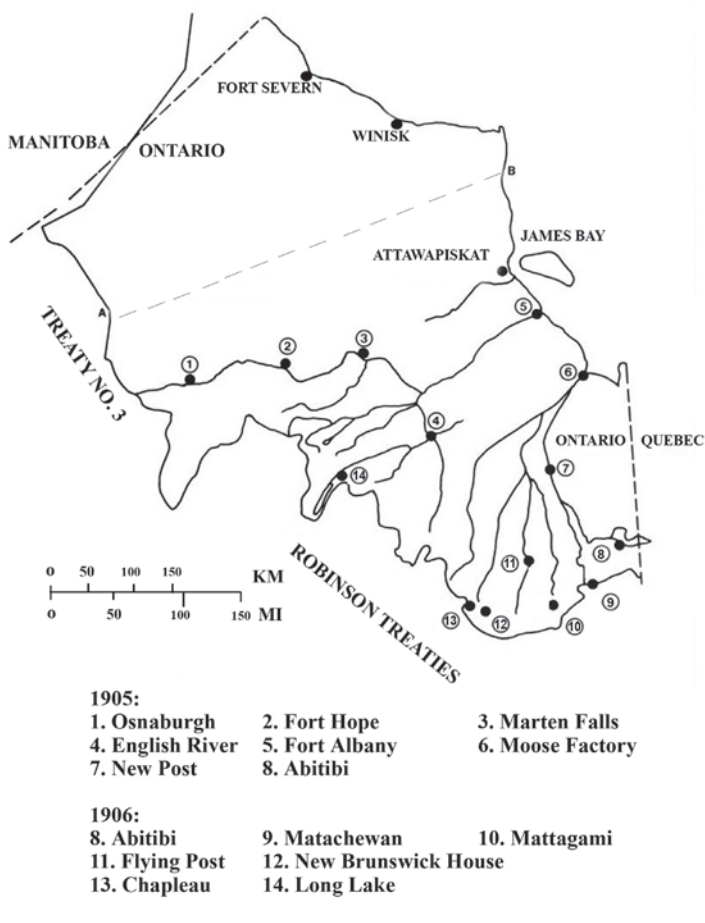 FORT SEVERN
WINISK
MANITOBA
ONTARIO
B
JAMES BAY
ATTAWAPISKAT
A
5
TREATY NO. 3
1
2
3
6
4
ONTARIO
QUEBEC
14
7
8
11
9
0 50 100 150 KM
0 50 100 150 MI
ROBINSON TREATIES
13
12
10
1905:
1. Osnaburgh 2. Fort Hope 3. Marten Falls
4. English River 5. Fort Albany 6. Moose Factory
7. New Post 8. Abitibi
1906:
8. Abitibi 9. Matachewan 10. Mattagami
11. Flying Post 12. New Brunswick House
13. Chapleau 14. Long Lake